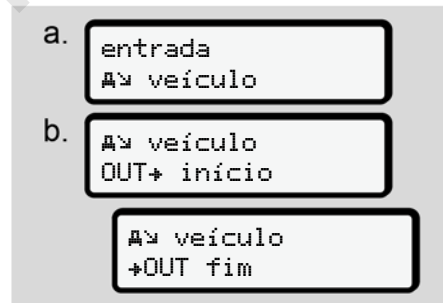 a.
entrada
veículo
b.
veículo
OUT→ início
veículo
→OUT fim